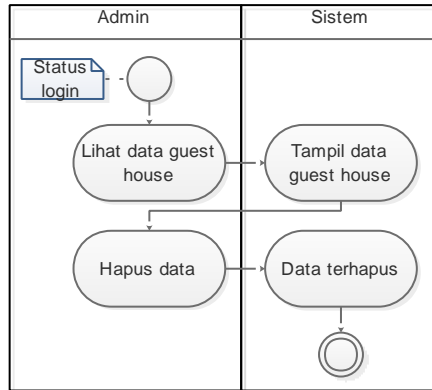 Admin
Sistem
Status
login
Lihat data guest
house
Tampil data
guest house
Hapus data
Data terhapus